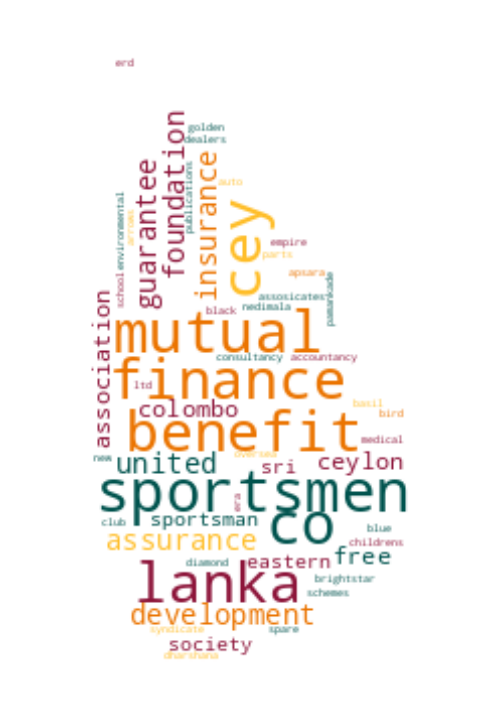 erd
golden
dealers
foundation
publications
guarantee
insurance
auto
environmental
arrows
cey
empire
parts
apsara
school
assosicates
pamankade
nedimala
black
association
mutual
consultancy accountancy
finance
ltd
colombo
basil
bird
benefit
medical
new united
oversea
sri ceylon
sportsmen
era
club sportsman co
blue
assurance
childrens
eastern free
diamond
lanka
brightstar
schemes
development
syndicate
spare
society
dharshana